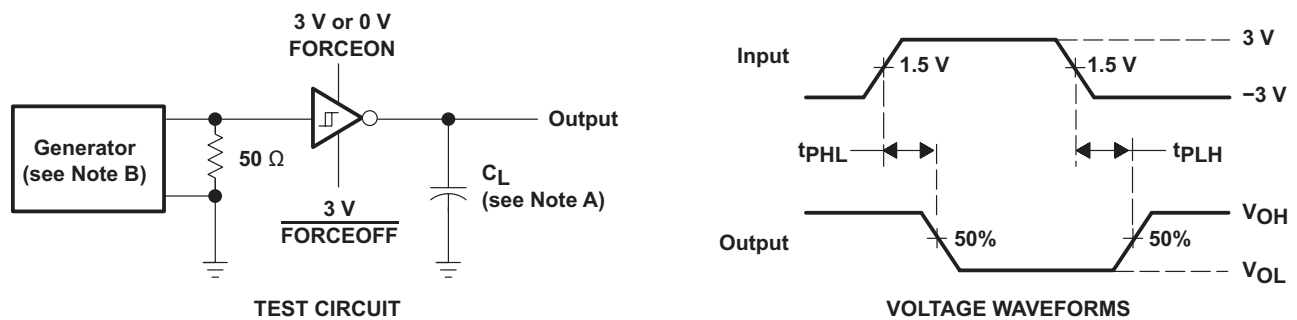 3 V or 0 V
FORCEON
Generator
(see Note B)
50 Ω
3 V
FORCEOFF
CL
(see Note A)
Output
TEST CIRCUIT
Input
1.5 V
1.5 V
3 V
−3 V
tPHL
tPLH
Output
50%
50%
VOH
VOL
VOLTAGE WAVEFORMS